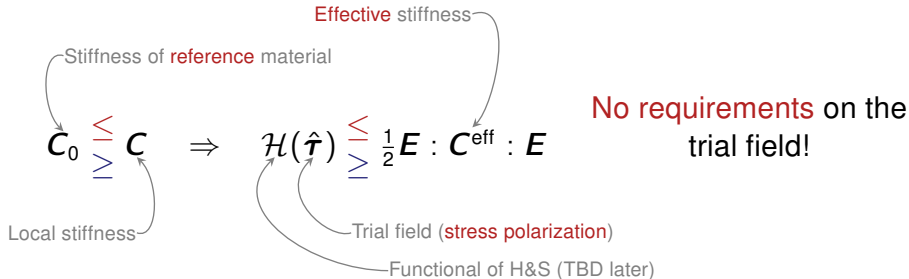 Effective stiffness
Stiffness of reference material
C₀ ≤ ≥ C ⇒ ℋ(τ̂) ≤ ≥ ½E : Cᵉᶠᶠ : E
No requirements on the
trial field!
Local stiffness
Trial field (stress polarization)
Functional of H&S (TBD later)